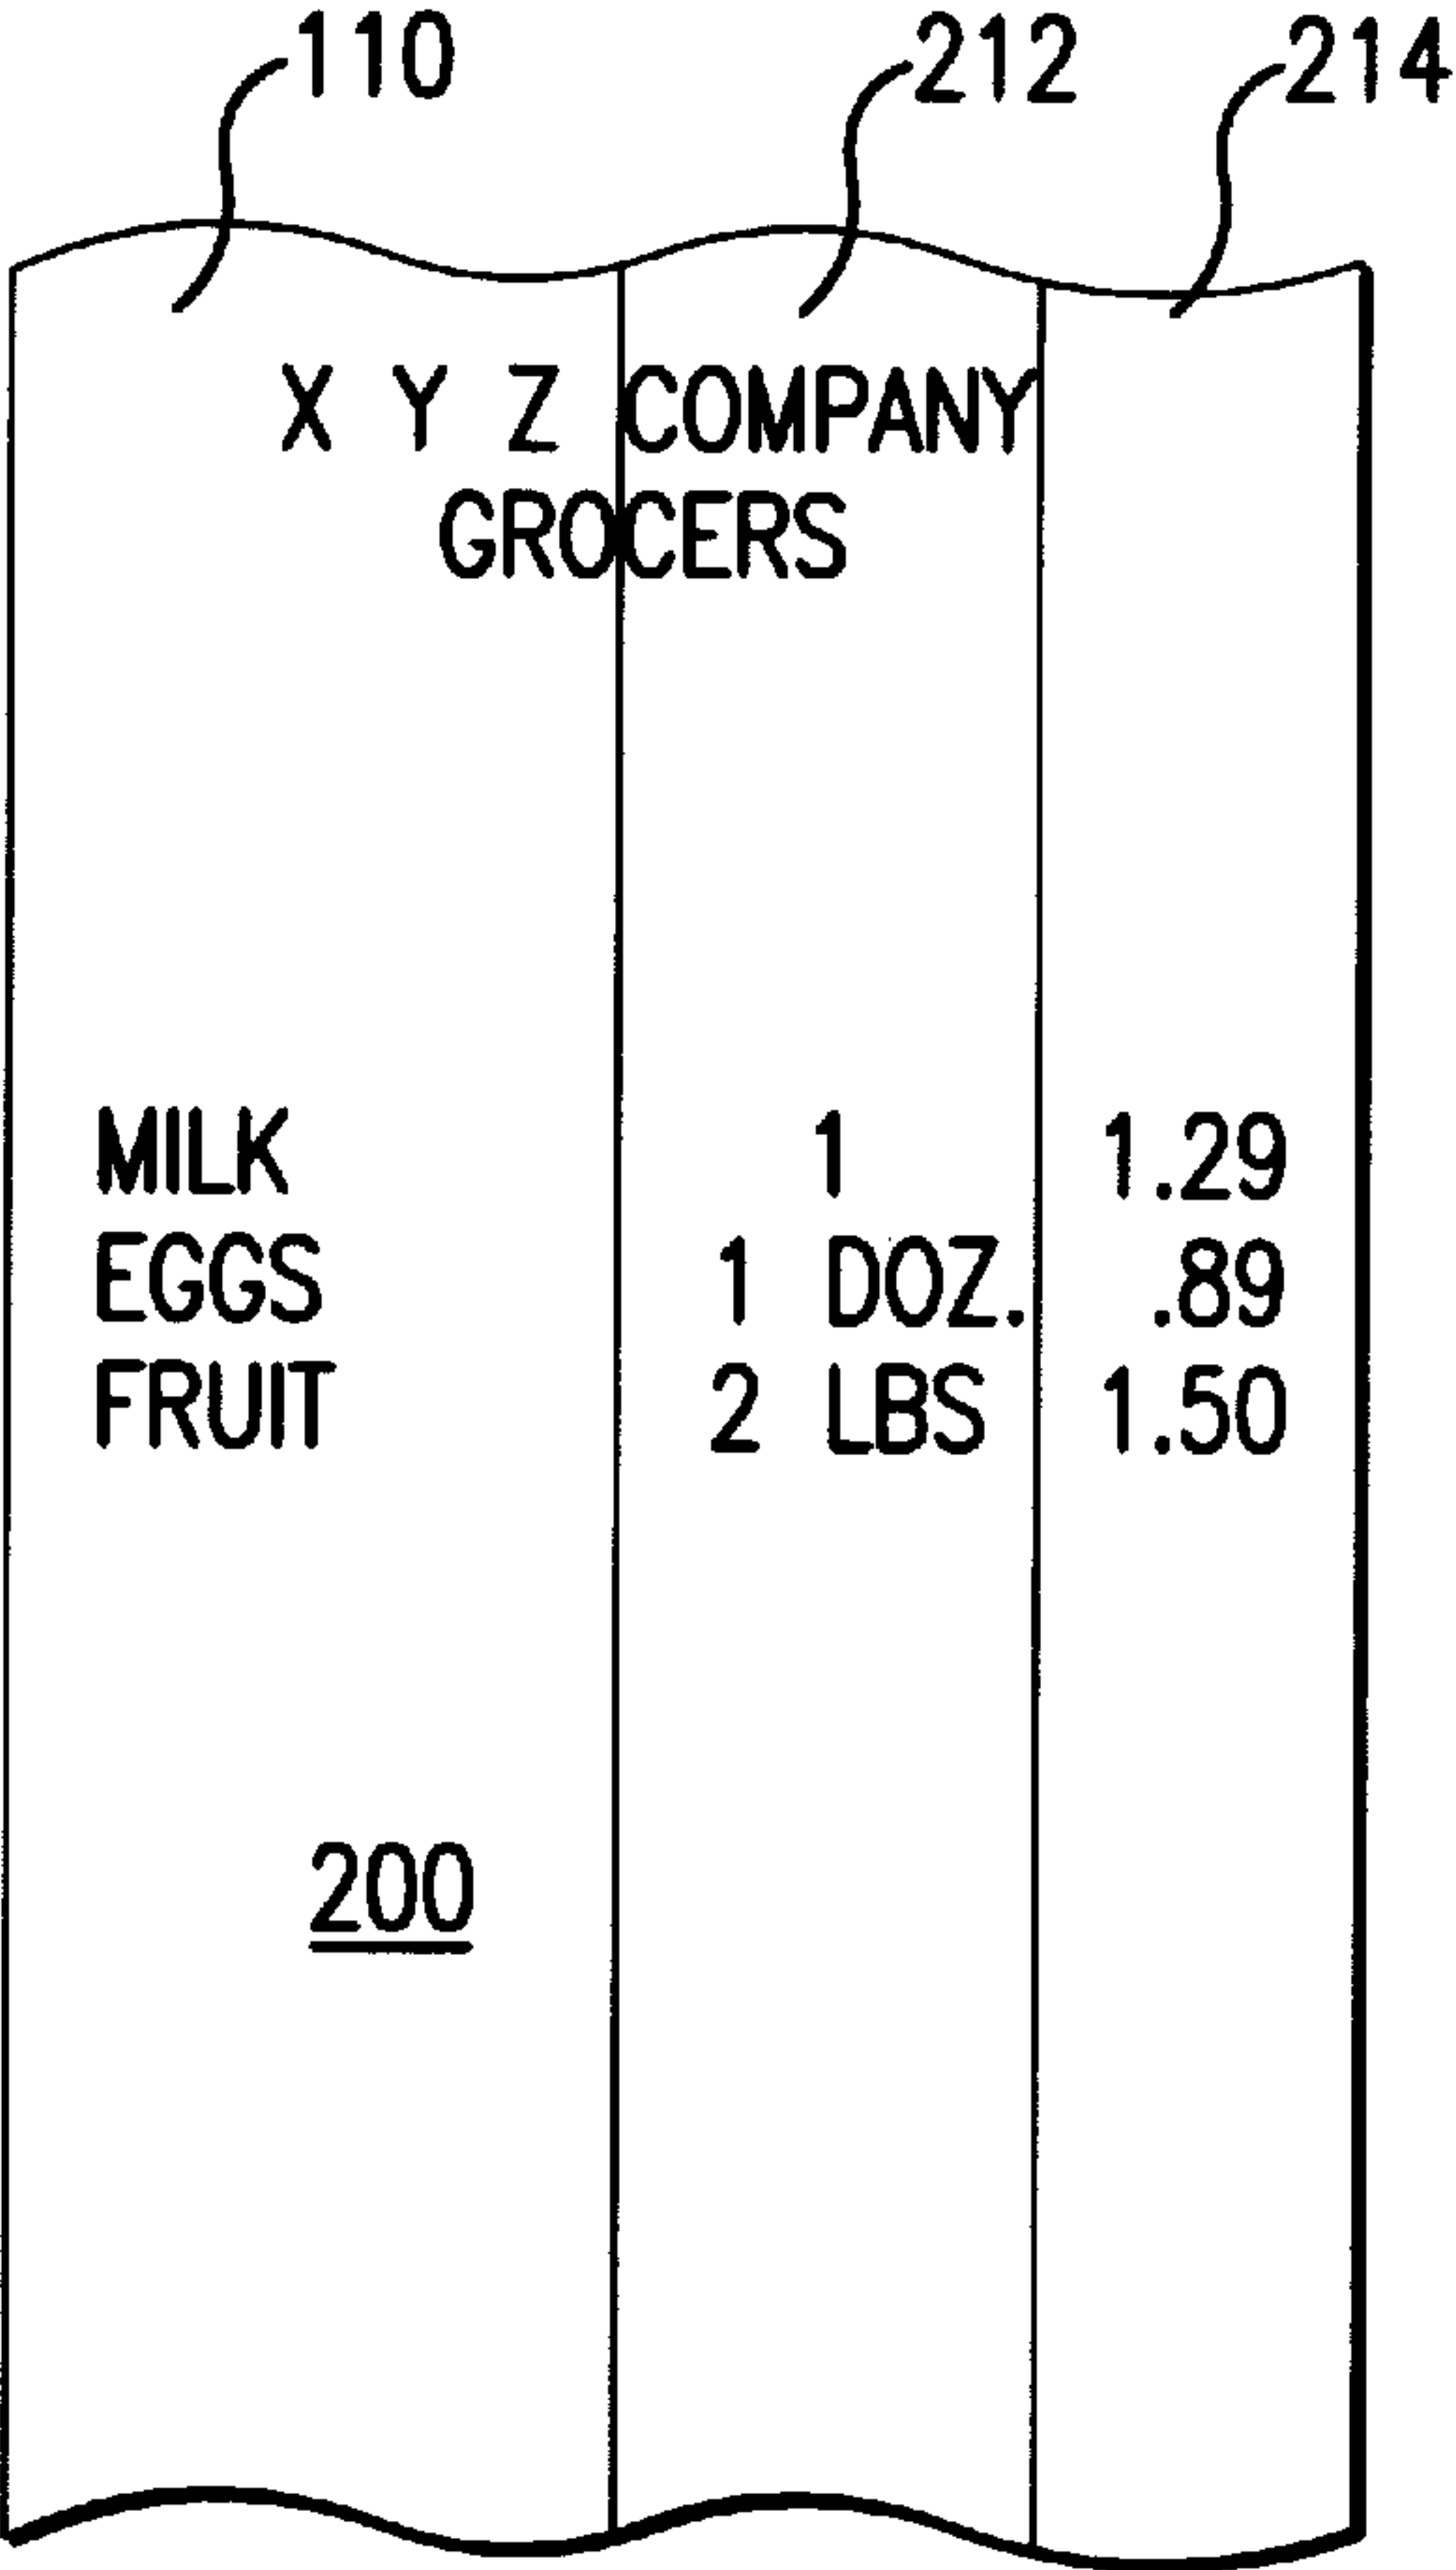 110 212 214
X Y Z COMPANY
GROCERS
MILK 1 1.29
EGGS 1 DOZ. .89
FRUIT 2 LBS 1.50
200